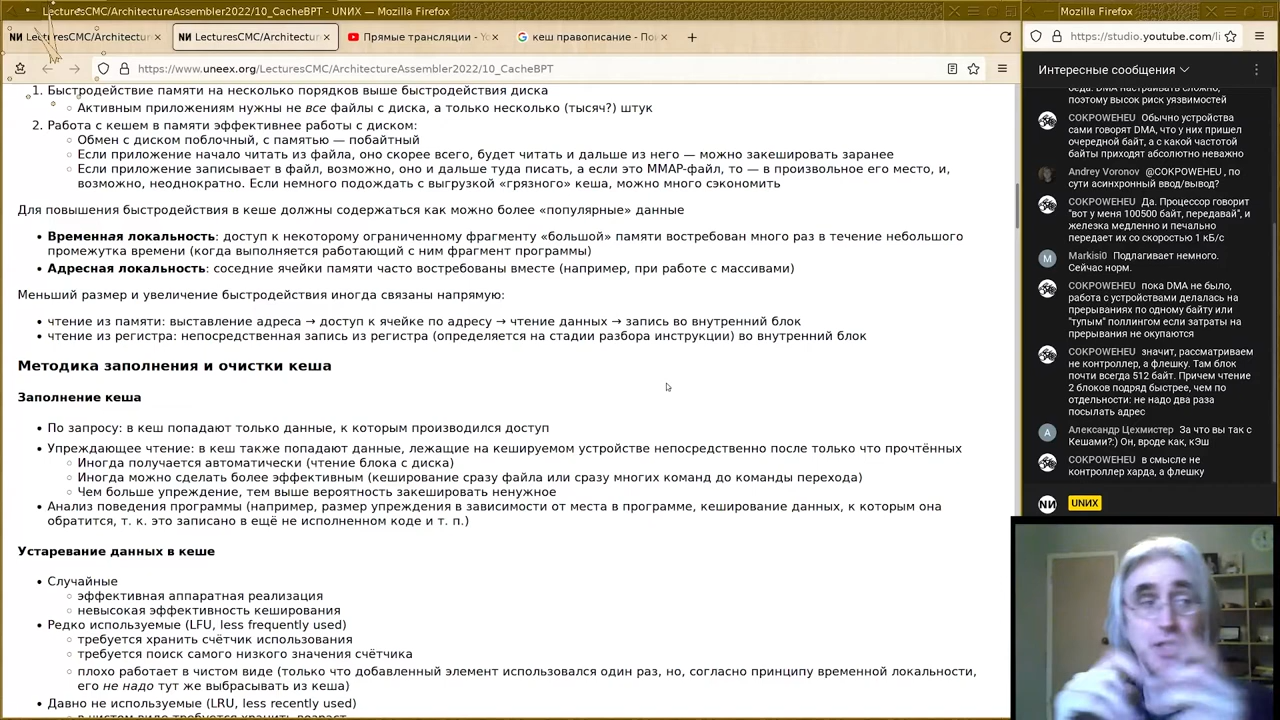 LecturesCMC/ArchitectureAssembler2022/10_CacheBPT - UNИX — Mozilla Firefox
LecturesCMC/Architecture
LecturesCMC/Architecture
Прямые трансляции - Yo
кеш правописание - По
https://www.uneex.org/LecturesCMC/ArchitectureAssembler2022/10_CacheBPT
1. Быстродействие памяти на несколько порядков выше быстродействия диска
Активным приложениям нужны не все файлы с диска, а только несколько (тысяч?) штук
2. Работа с кешем в памяти эффективнее работы с диском:
Обмен с диском поблочный, с памятью — побайтный
Если приложение начало читать из файла, оно скорее всего, будет читать и дальше из него — можно закешировать заранее
Если приложение записывает в файл, возможно, оно и дальше туда писать, а если это MMAP-файл, то — в произвольное его место, и,
возможно, неоднократно. Если немного подождать с выгрузкой «грязного» кеша, можно много сэкономить
Для повышения быстродействия в кеше должны содержаться как можно более «популярные» данные
Временная локальность: доступ к некоторому ограниченному фрагменту «большой» памяти востребован много раз в течение небольшого
промежутка времени (когда выполняется работающий с ним фрагмент программы)
Адресная локальность: соседние ячейки памяти часто востребованы вместе (например, при работе с массивами)
Меньший размер и увеличение быстродействия иногда связаны напрямую:
чтение из памяти: выставление адреса → доступ к ячейке по адресу → чтение данных → запись во внутренний блок
чтение из регистра: непосредственная запись из регистра (определяется на стадии разбора инструкции) во внутренний блок
Методика заполнения и очистки кеша
Заполнение кеша
По запросу: в кеш попадают только данные, к которым производился доступ
Упреждающее чтение: в кеш также попадают данные, лежащие на кешируемом устройстве непосредственно после только что прочтённых
Иногда получается автоматически (чтение блока с диска)
Иногда можно сделать более эффективным (кеширование сразу файла или сразу многих команд до команды перехода)
Чем больше упреждение, тем выше вероятность закешировать ненужное
Анализ поведения программы (например, размер упреждения в зависимости от места в программе, кеширование данных, к которым она
обратится, т. к. это записано в ещё не исполненном коде и т. п.)
Устаревание данных в кеше
Случайные
эффективная аппаратная реализация
невысокая эффективность кеширования
Редко используемые (LFU, less frequently used)
требуется хранить счётчик использования
требуется поиск самого низкого значения счётчика
плохо работает в чистом виде (только что добавленный элемент использовался один раз, но, согласно принципу временной локальности,
его не надо тут же выбрасывать из кеша)
Давно не используемые (LRU, less recently used)
в чистом виде требуется хранить возраст
Mozilla Firefox
https://studio.youtube.com/li
Интересные сообщения
беда. DMA настраивать сложно,
поэтому высок риск уязвимостей
COKPOWEHEU Обычно устройства
сами говорят DMA, что у них пришел
очередной байт, а с какой частотой
байты приходят абсолютно неважно
Andrey Voronov @COKPOWEHEU , по
сути асинхронный ввод/вывод?
COKPOWEHEU Да. Процессор говорит
"вот у меня 100500 байт, передавай", и
железка медленно и печально
передает их со скоростью 1 кБ/с
Markisi0 Подлагивает немного.
Сейчас норм.
COKPOWEHEU пока DMA не было,
работа с устройствами делалась на
прерываниях по одному байту или
"тупым" поллингом если затраты на
прерывания не окупаются
COKPOWEHEU значит, рассматриваем
не контроллер, а флешку. Там блок
почти всегда 512 байт. Причем чтение
2 блоков подряд быстрее, чем по
отдельности: не надо два раза
посылать адрес
Александр Цехмистер За что вы так с
Кешами?:) Он, вроде как, кЭш
COKPOWEHEU в смысле не
контроллер харда, а флешку
UNИX